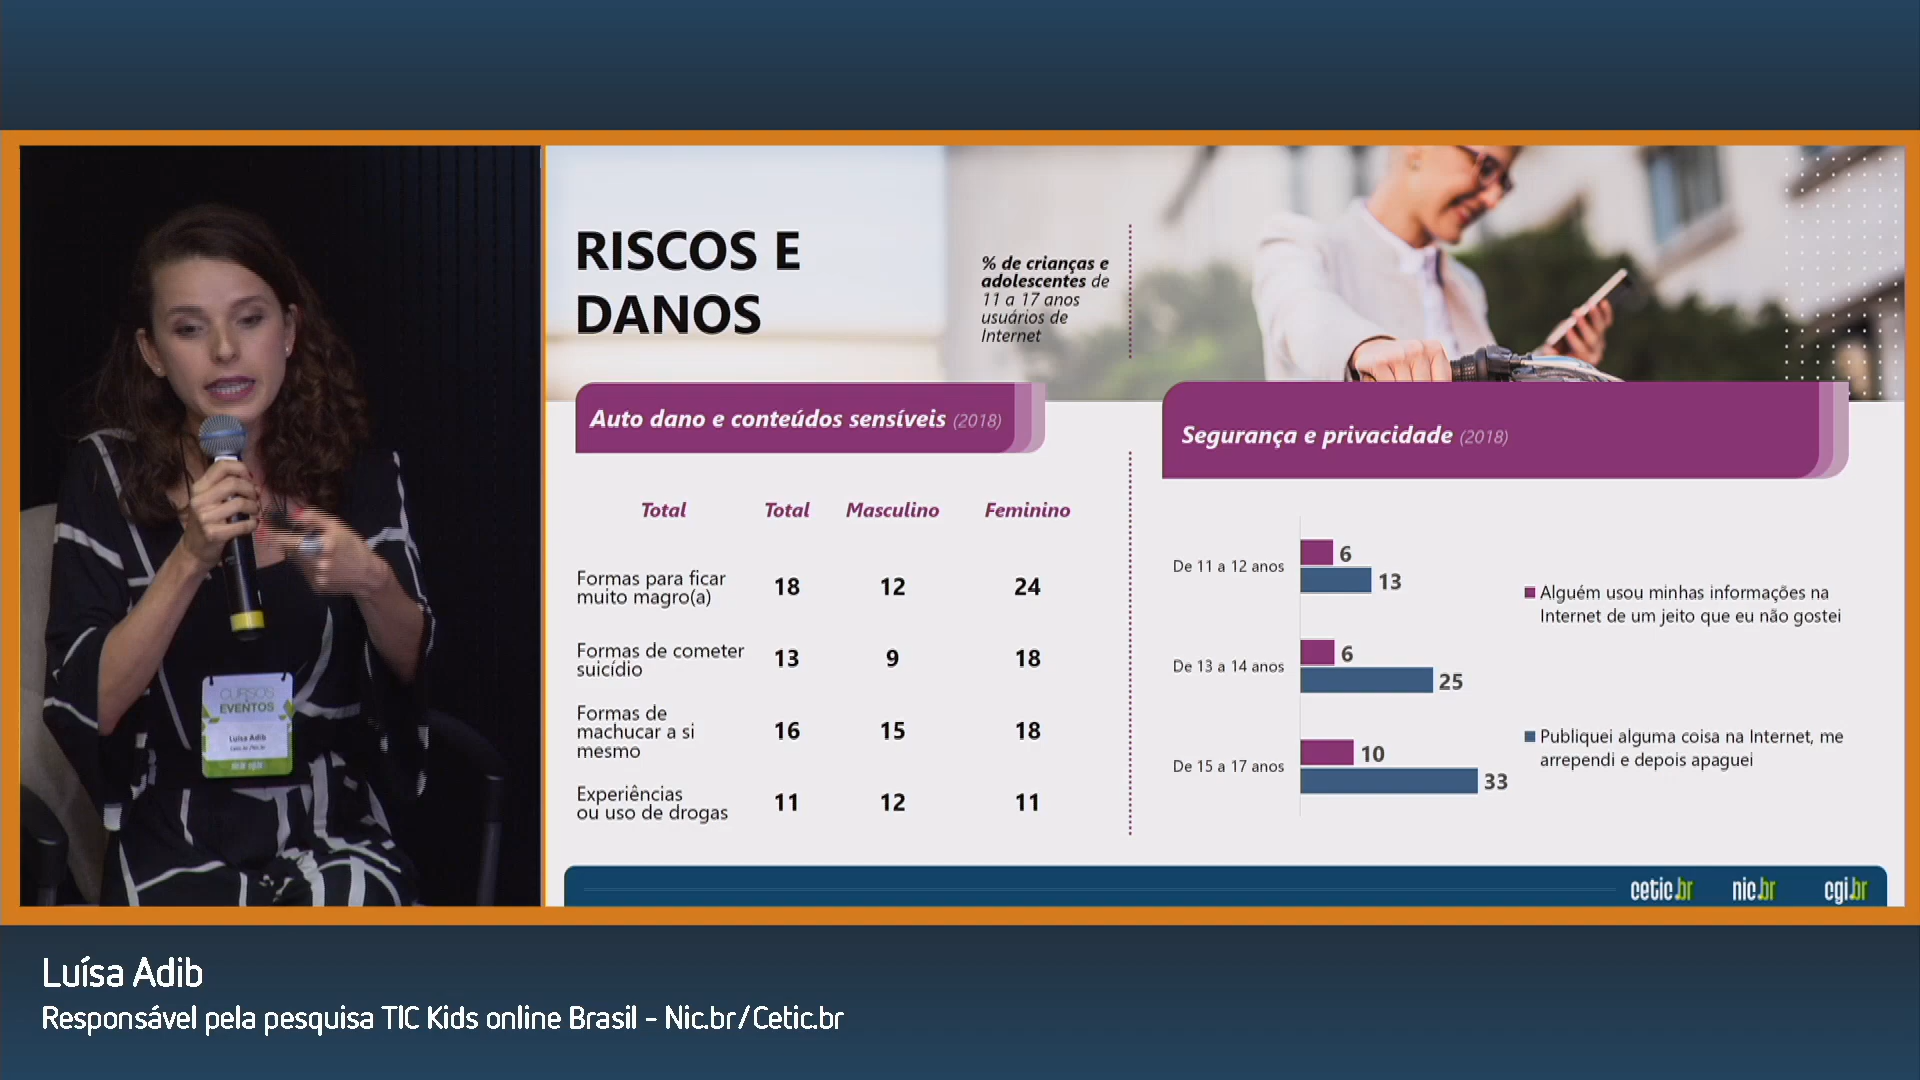 RISCOS E
DANOS
% de crianças e
adolescentes de
11 a 17 anos
usuários de
Internet
Auto dano e conteúdos sensíveis (2018)
Total Total Masculino Feminino
Formas para ficar
muito magro(a)
18 12 24
Formas de cometer
suicídio
13 9 18
Formas de
machucar a si
mesmo
16 15 18
Experiências
ou uso de drogas
11 12 11
Segurança e privacidade (2018)
De 11 a 12 anos
6
13
De 13 a 14 anos
6
25
De 15 a 17 anos
10
33
Alguém usou minhas informações na
Internet de um jeito que eu não gostei
Publiquei alguma coisa na Internet, me
arrependi e depois apaguei
cetic.br nic.br cgi.br
CURSOS
EVENTOS
Luísa Adib
Luísa Adib
Responsável pela pesquisa TIC Kids online Brasil - Nic.br/Cetic.br